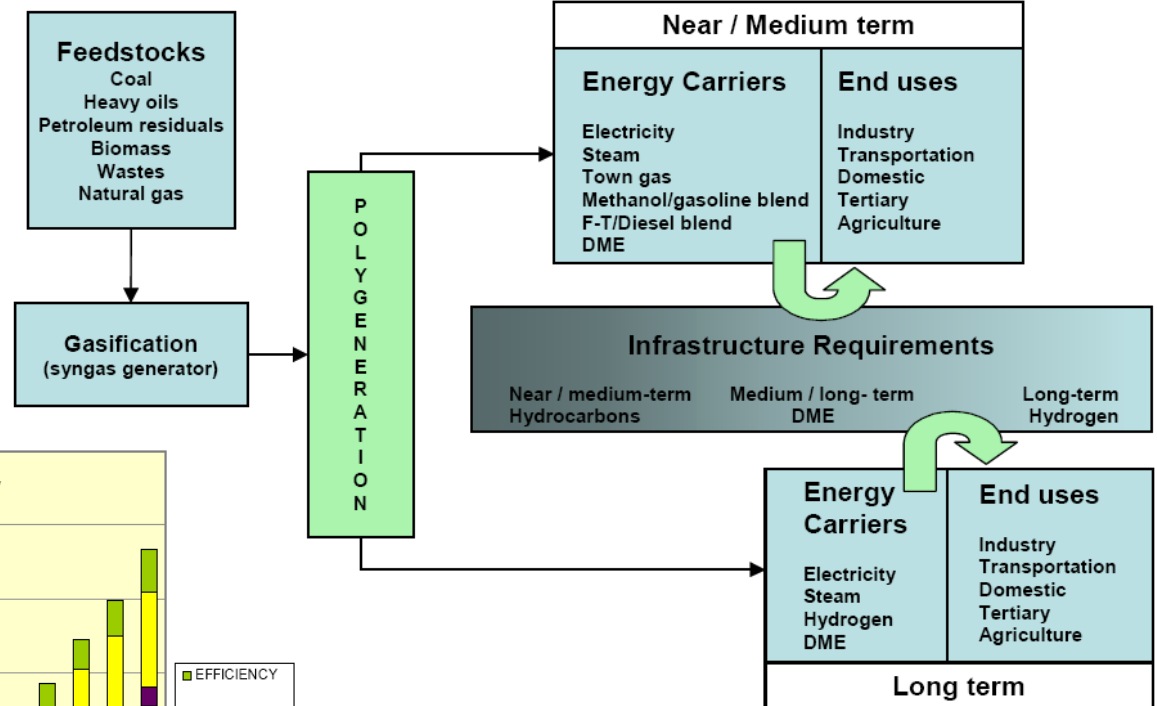 Feedstocks
Coal
Heavy oils
Petroleum residuals
Biomass
Wastes
Natural gas
Gasification
(syngas generator)
POLYGENERATION
Near / Medium term
Energy Carriers
Electricity
Steam
Town gas
Methanol/gasoline blend
F-T/Diesel blend
DME
End uses
Industry
Transportation
Domestic
Tertiary
Agriculture
Infrastructure Requirements
Near / medium-term
Hydrocarbons
Medium / long- term
DME
Long-term
Hydrogen
Energy
Carriers
Electricity
Steam
Hydrogen
DME
End uses
Industry
Transportation
Domestic
Tertiary
Agriculture
Long term
EFFICIENCY